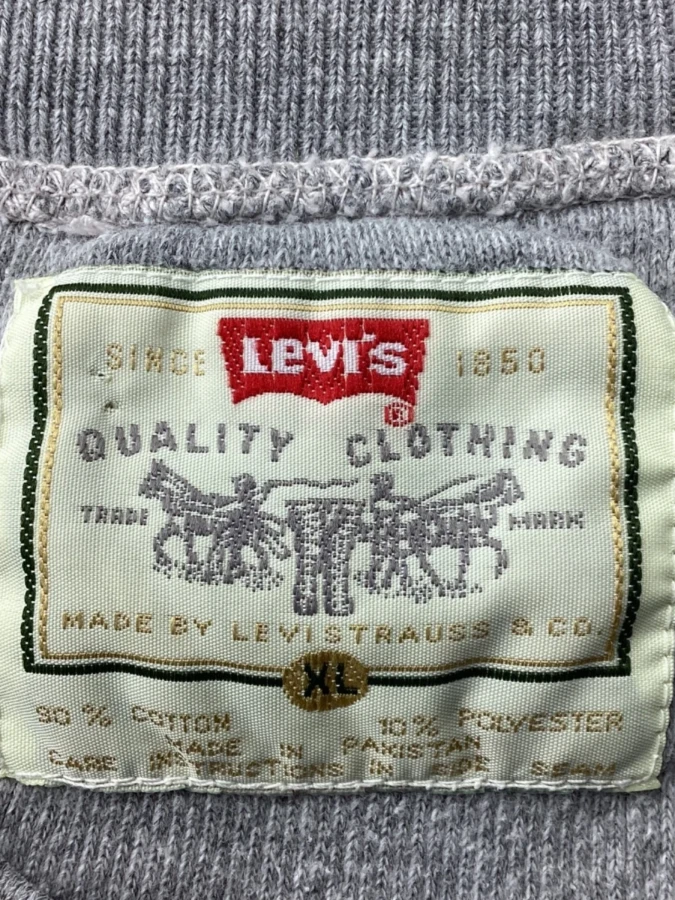 SINCE LEVI'S 1850
®
QUALITY CLOTHING
TRADE MARK
MADE BY LEVI STRAUSS & CO.
XL
90 % COTTON 10 % POLYESTER
MADE IN PAKISTAN
CARE INSTRUCTIONS IN SIDE SEAM